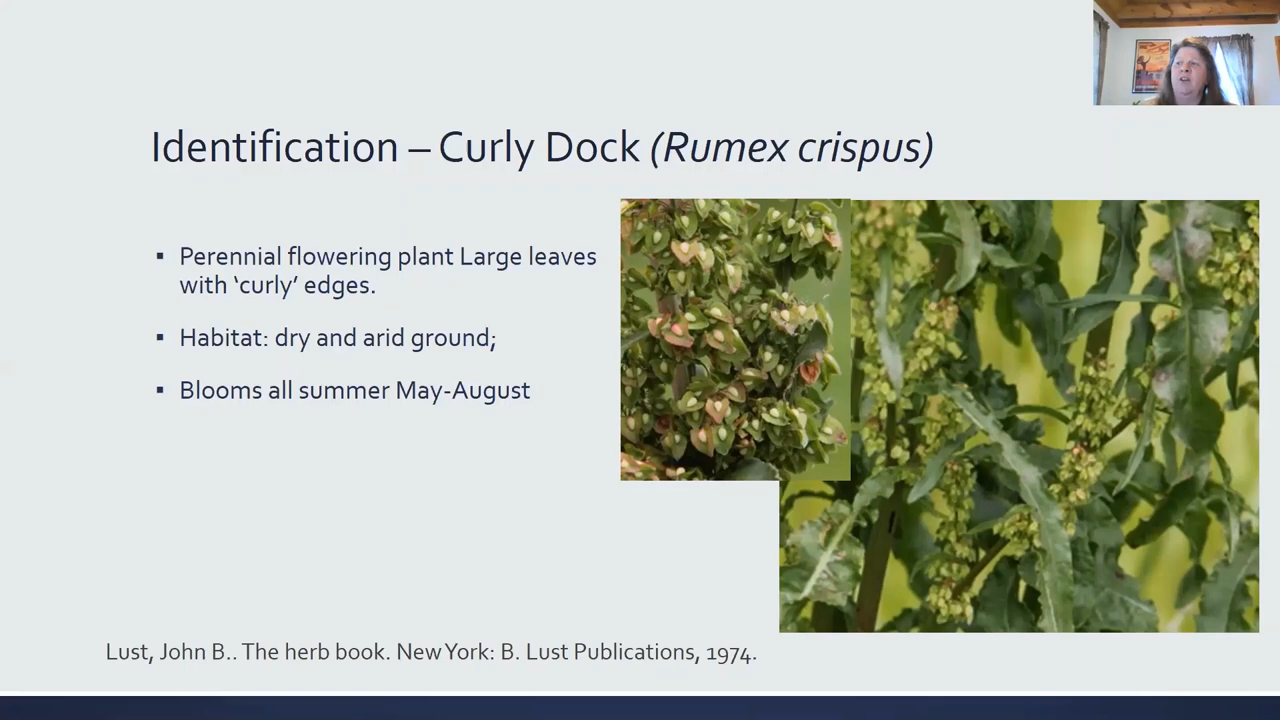 Identification – Curly Dock (Rumex crispus)
▪ Perennial flowering plant Large leaves
with ‘curly’ edges.
▪ Habitat: dry and arid ground;
▪ Blooms all summer May-August
Lust, John B.. The herb book. New York: B. Lust Publications, 1974.